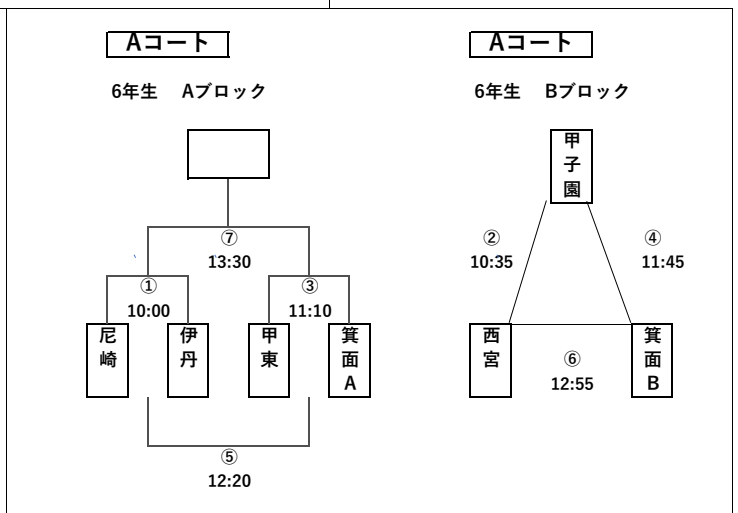 Aコート
6年生　Aブロック
⑦
13:30
①
10:00
③
11:10
尼崎
伊丹
甲東
箕面A
⑤
12:20
Aコート
6年生　Bブロック
甲子園
②
10:35
④
11:45
西宮
箕面B
⑥
12:55